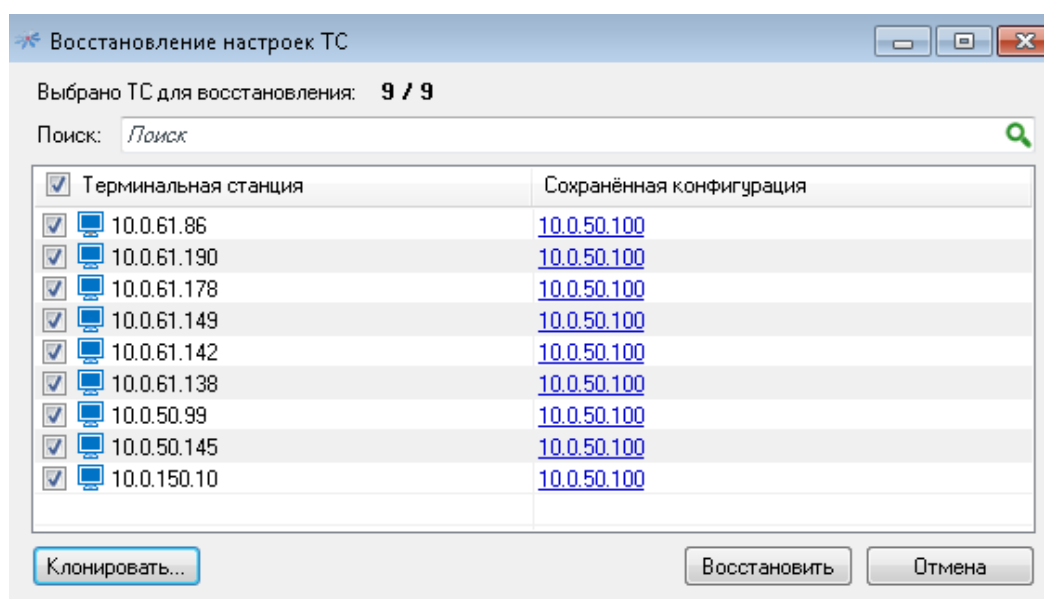 Восстановление настроек ТС
Выбрано ТС для восстановления: 9 / 9
Поиск: Поиск
Терминальная станция Сохранённая конфигурация
10.0.61.86 10.0.50.100
10.0.61.190 10.0.50.100
10.0.61.178 10.0.50.100
10.0.61.149 10.0.50.100
10.0.61.142 10.0.50.100
10.0.61.138 10.0.50.100
10.0.50.99 10.0.50.100
10.0.50.145 10.0.50.100
10.0.150.10 10.0.50.100
Клонировать... Восстановить Отмена